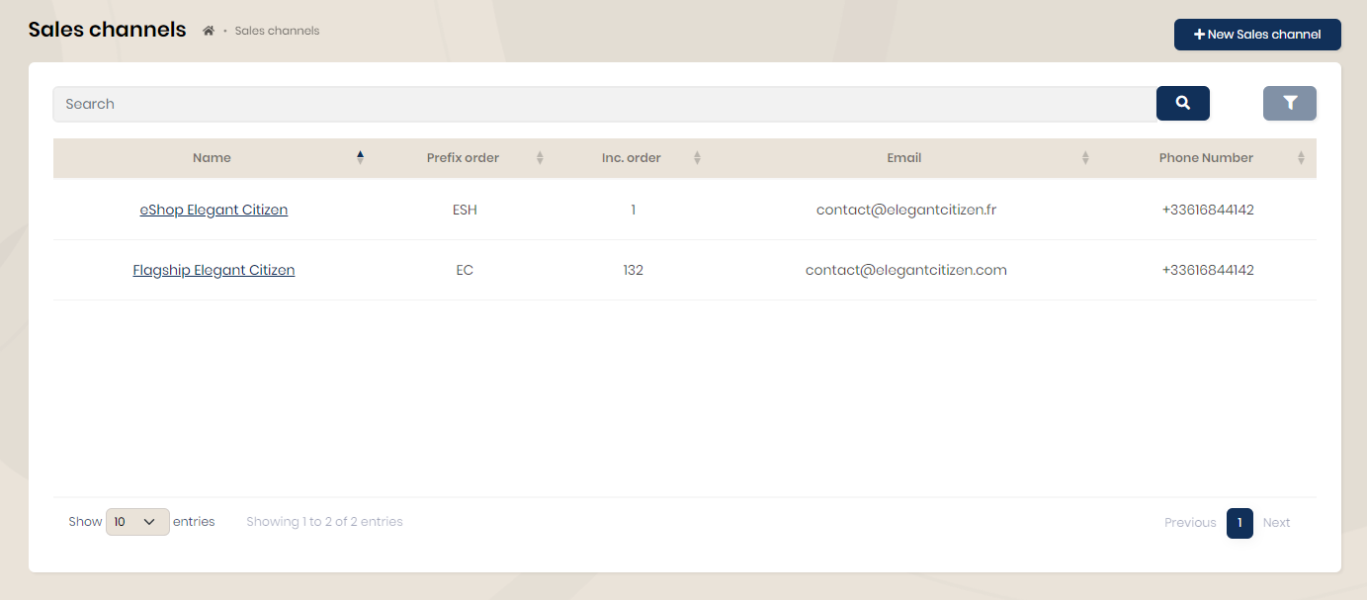 Sales channels • Sales channels
+ New Sales channel
Search
Name Prefix order Inc. order Email Phone Number
eShop Elegant Citizen ESH 1 contact@elegantcitizen.fr +33616844142
Flagship Elegant Citizen EC 132 contact@elegantcitizen.com +33616844142
Show 10 entries Showing 1 to 2 of 2 entries Previous 1 Next